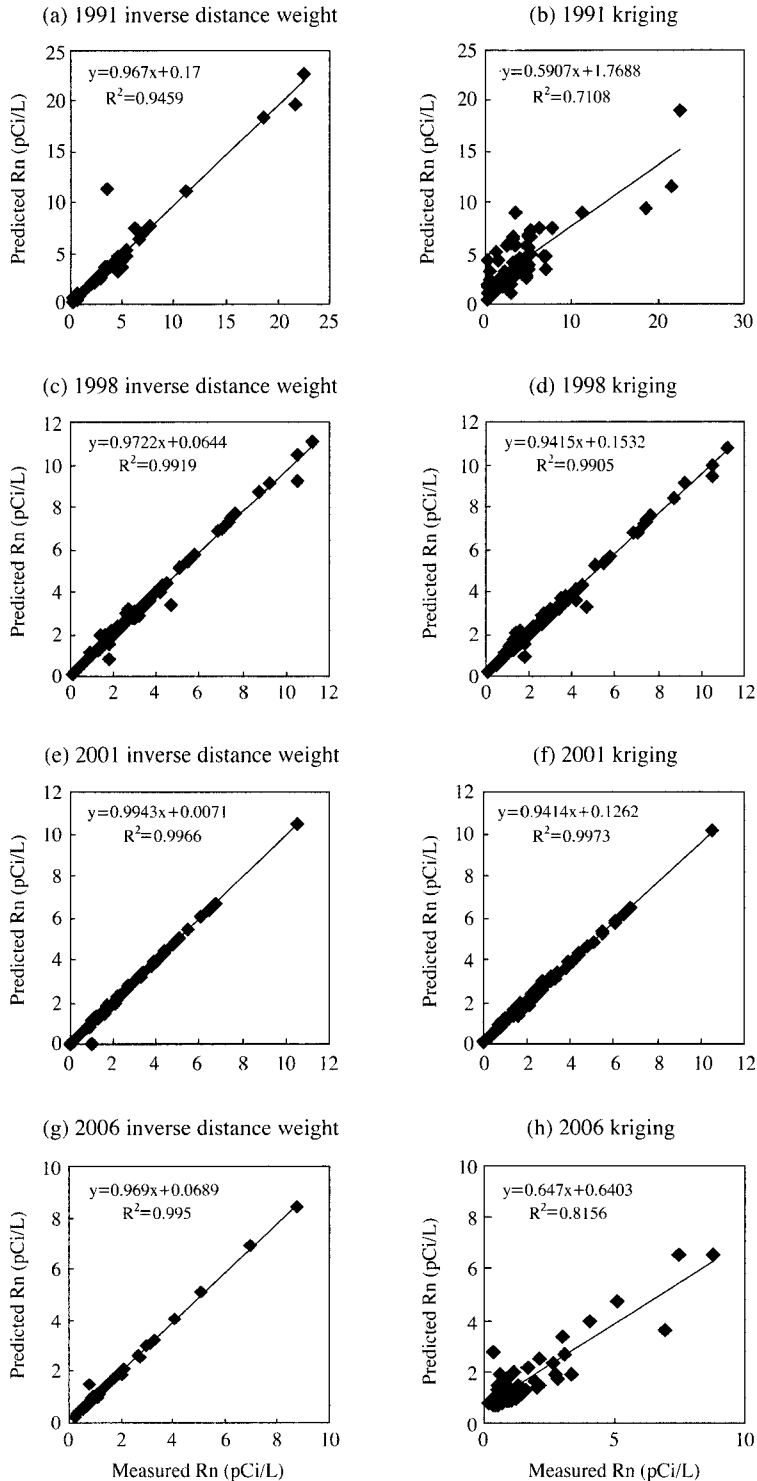 (a) 1991 inverse distance weight
25
20
15
10
5
0
0 5 10 15 20 25
y=0.967x+0.17
R²=0.9459
Predicted Rn (pCi/L)
(b) 1991 kriging
25
20
15
10
5
0
0 10 20 30
y=0.5907x+1.7688
R²=0.7108
(c) 1998 inverse distance weight
12
10
8
6
4
2
0
0 2 4 6 8 10 12
y=0.9722x+0.0644
R²=0.9919
Predicted Rn (pCi/L)
(d) 1998 kriging
12
10
8
6
4
2
0
0 2 4 6 8 10 12
y=0.9415x+0.1532
R²=0.9905
Predicted Rn (pCi/L)
(e) 2001 inverse distance weight
12
10
8
6
4
2
0
0 2 4 6 8 10 12
y=0.9943x+0.0071
R²=0.9966
Predicted Rn (pCi/L)
(f) 2001 kriging
12
10
8
6
4
2
0
0 2 4 6 8 10 12
y=0.9414x+0.1262
R²=0.9973
Predicted Rn (pCi/L)
(g) 2006 inverse distance weight
10
8
6
4
2
0
0 2 4 6 8 10
y=0.969x+0.0689
R²=0.995
Predicted Rn (pCi/L)
Measured Rn (pCi/L)
(h) 2006 kriging
10
8
6
4
2
0
0 5 10
y=0.647x+0.6403
R²=0.8156
Predicted Rn (pCi/L)
Measured Rn (pCi/L)
Predicted Rn (pCi/L)